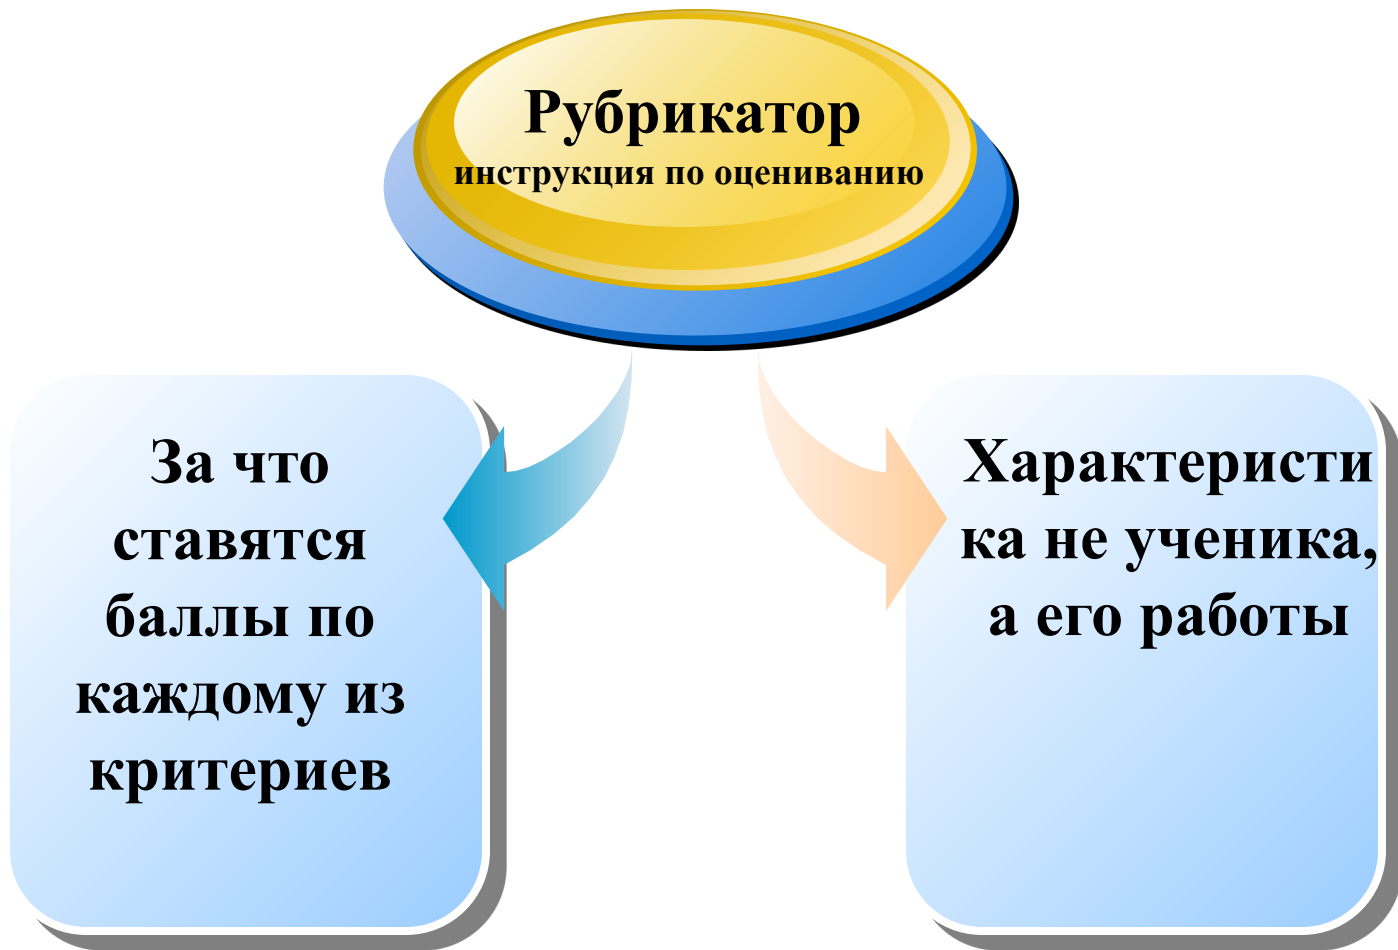 Рубрикатор
инструкция по оцениванию
За что
ставятся
баллы по
каждому из
критериев
Характеристи
ка не ученика,
а его работы